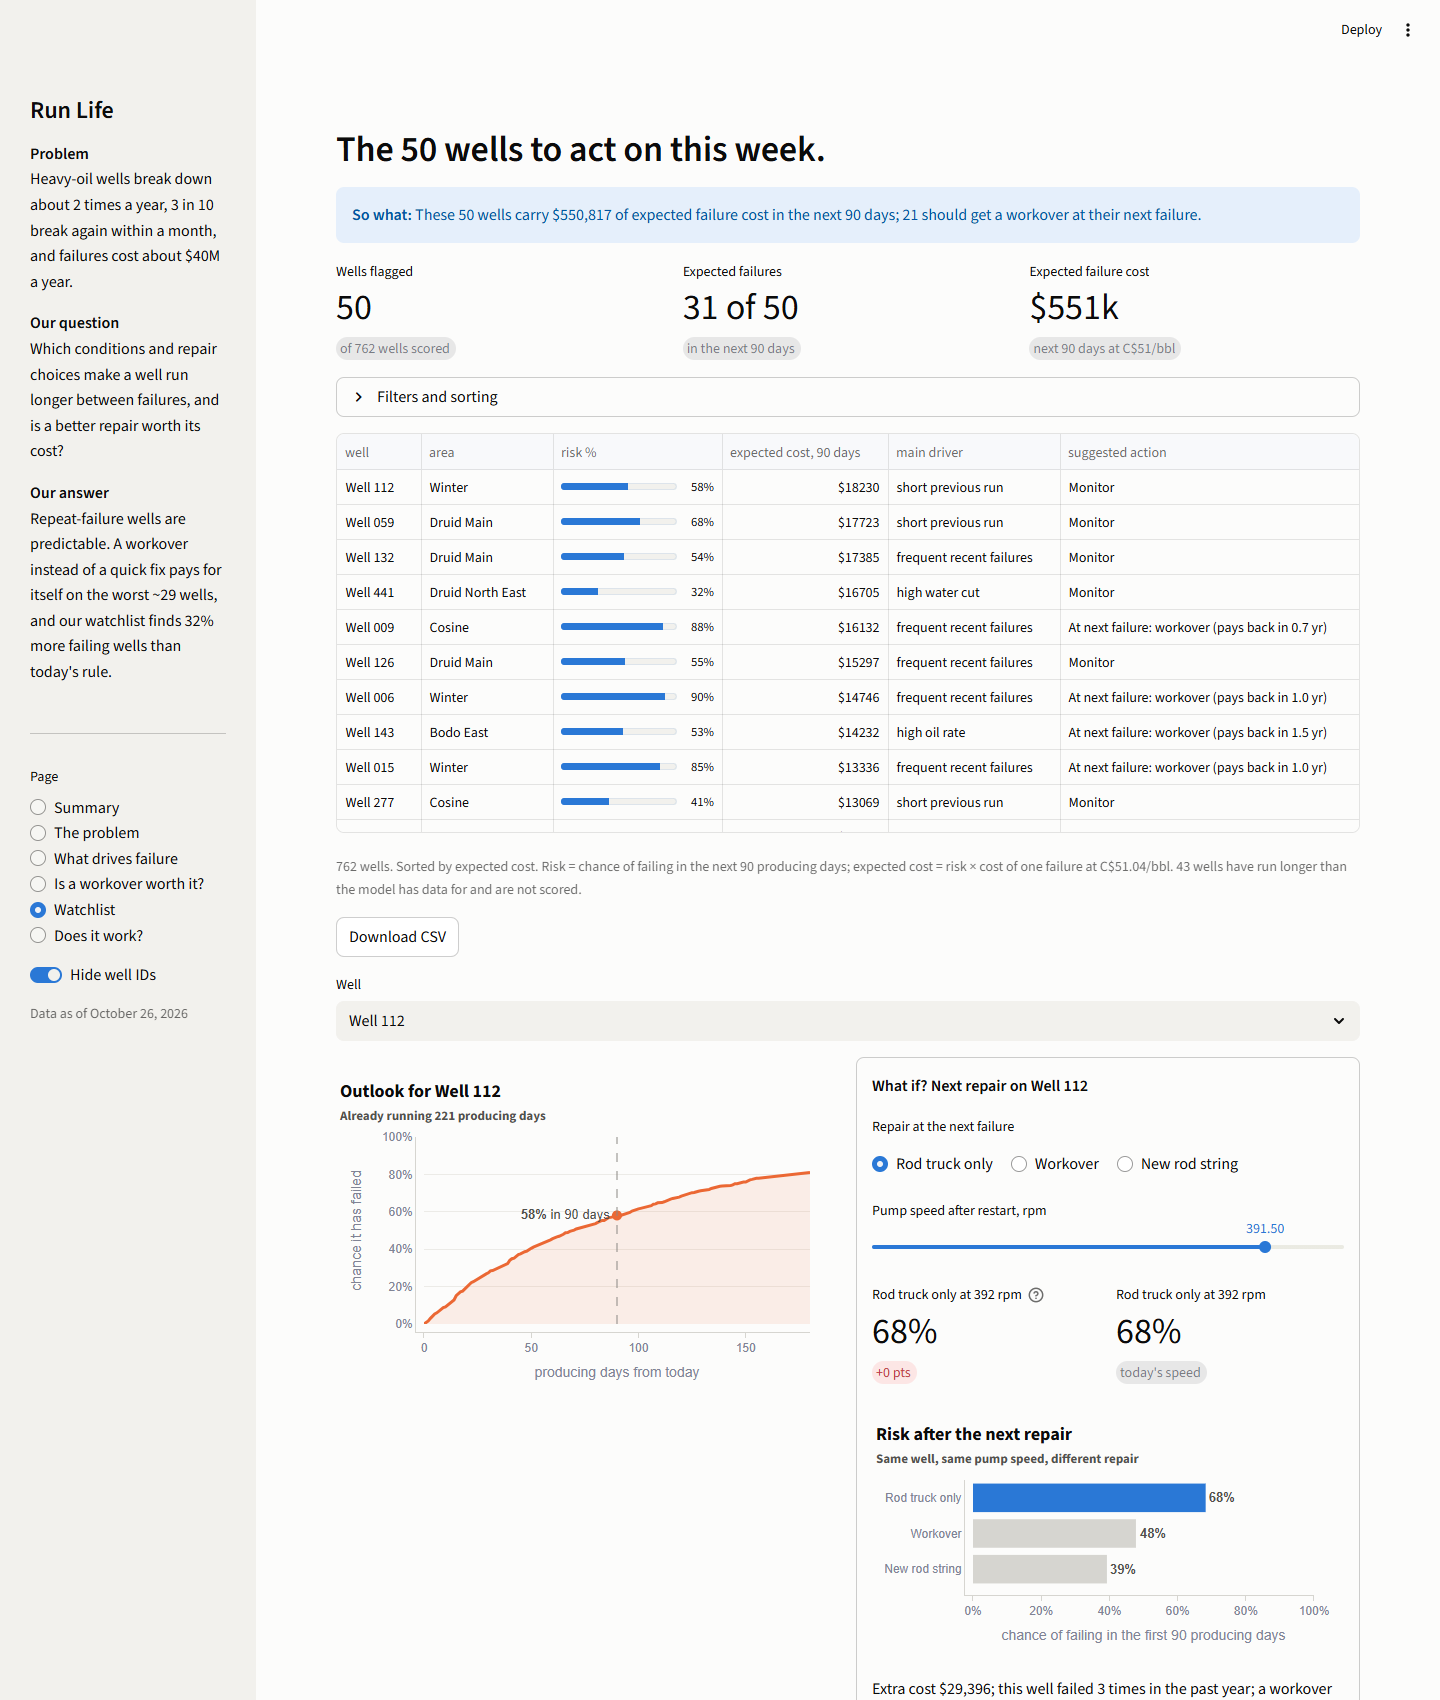 Deploy
Run Life
Problem
Heavy-oil wells break down
about 2 times a year, 3 in 10
break again within a month,
and failures cost about $40M
a year.
Our question
Which conditions and repair
choices make a well run
longer between failures, and
is a better repair worth its
cost?
Our answer
Repeat-failure wells are
predictable. A workover
instead of a quick fix pays for
itself on the worst ~29 wells,
and our watchlist finds 32%
more failing wells than
today's rule.
Page
Summary
The problem
What drives failure
Is a workover worth it?
Watchlist
Does it work?
Hide well IDs
Data as of October 26, 2026
The 50 wells to act on this week.
So what: These 50 wells carry $550,817 of expected failure cost in the next 90 days; 21 should get a workover at their next failure.
Wells flagged
50
of 762 wells scored
Expected failures
31 of 50
in the next 90 days
Expected failure cost
$551k
next 90 days at C$51/bbl
Filters and sorting
well area risk % expected cost, 90 days main driver suggested action
Well 112 Winter 58% $18230 short previous run Monitor
Well 059 Druid Main 68% $17723 short previous run Monitor
Well 132 Druid Main 54% $17385 frequent recent failures Monitor
Well 441 Druid North East 32% $16705 high water cut Monitor
Well 009 Cosine 88% $16132 frequent recent failures At next failure: workover (pays back in 0.7 yr)
Well 126 Druid Main 55% $15297 frequent recent failures Monitor
Well 006 Winter 90% $14746 frequent recent failures At next failure: workover (pays back in 1.0 yr)
Well 143 Bodo East 53% $14232 high oil rate At next failure: workover (pays back in 1.5 yr)
Well 015 Winter 85% $13336 frequent recent failures At next failure: workover (pays back in 1.0 yr)
Well 277 Cosine 41% $13069 short previous run Monitor
762 wells. Sorted by expected cost. Risk = chance of failing in the next 90 producing days; expected cost = risk × cost of one failure at C$51.04/bbl. 43 wells have run longer than
the model has data for and are not scored.
Download CSV
Well
Well 112
Outlook for Well 112
Already running 221 producing days
100%
80%
60%
40%
20%
0%
chance it has failed
58% in 90 days
0 50 100 150
producing days from today
What if? Next repair on Well 112
Repair at the next failure
Rod truck only Workover New rod string
Pump speed after restart, rpm
391.50
Rod truck only at 392 rpm
68%
+0 pts
Rod truck only at 392 rpm
68%
today's speed
Risk after the next repair
Same well, same pump speed, different repair
Rod truck only 68%
Workover 48%
New rod string 39%
0% 20% 40% 60% 80% 100%
chance of failing in the first 90 producing days
Extra cost $29,396; this well failed 3 times in the past year; a workover